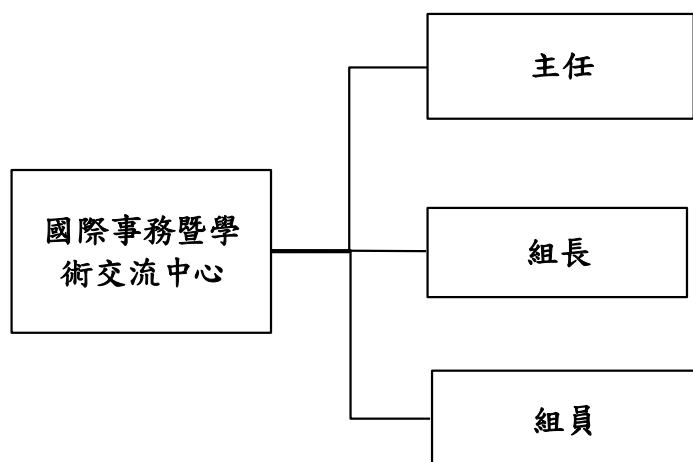 主任
國際事務暨學
術交流中心
組長
組員